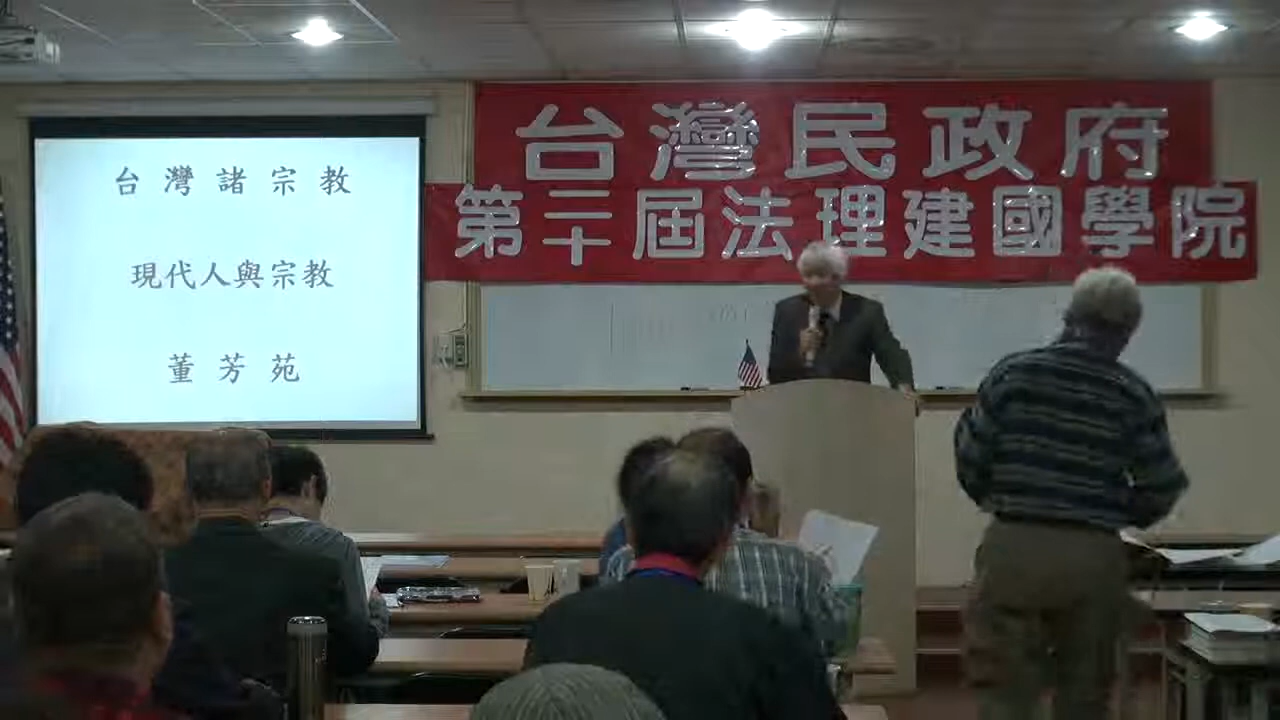 台灣民政府
第二十屆法理建國學院
台灣諸宗教
現代人與宗教
董芳苑